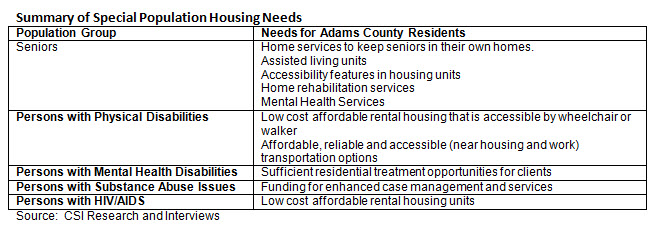 Summary of Special Population Housing Needs
Population Group Needs for Adams County Residents
Seniors Home services to keep seniors in their own homes.
Assisted living units
Accessibility features in housing units
Home rehabilitation services
Mental Health Services
Persons with Physical Disabilities Low cost affordable rental housing that is accessible by wheelchair or
walker
Affordable, reliable and accessible (near housing and work)
transportation options
Persons with Mental Health Disabilities Sufficient residential treatment opportunities for clients
Persons with Substance Abuse Issues Funding for enhanced case management and services
Persons with HIV/AIDS Low cost affordable rental housing units
Source: CSI Research and Interviews